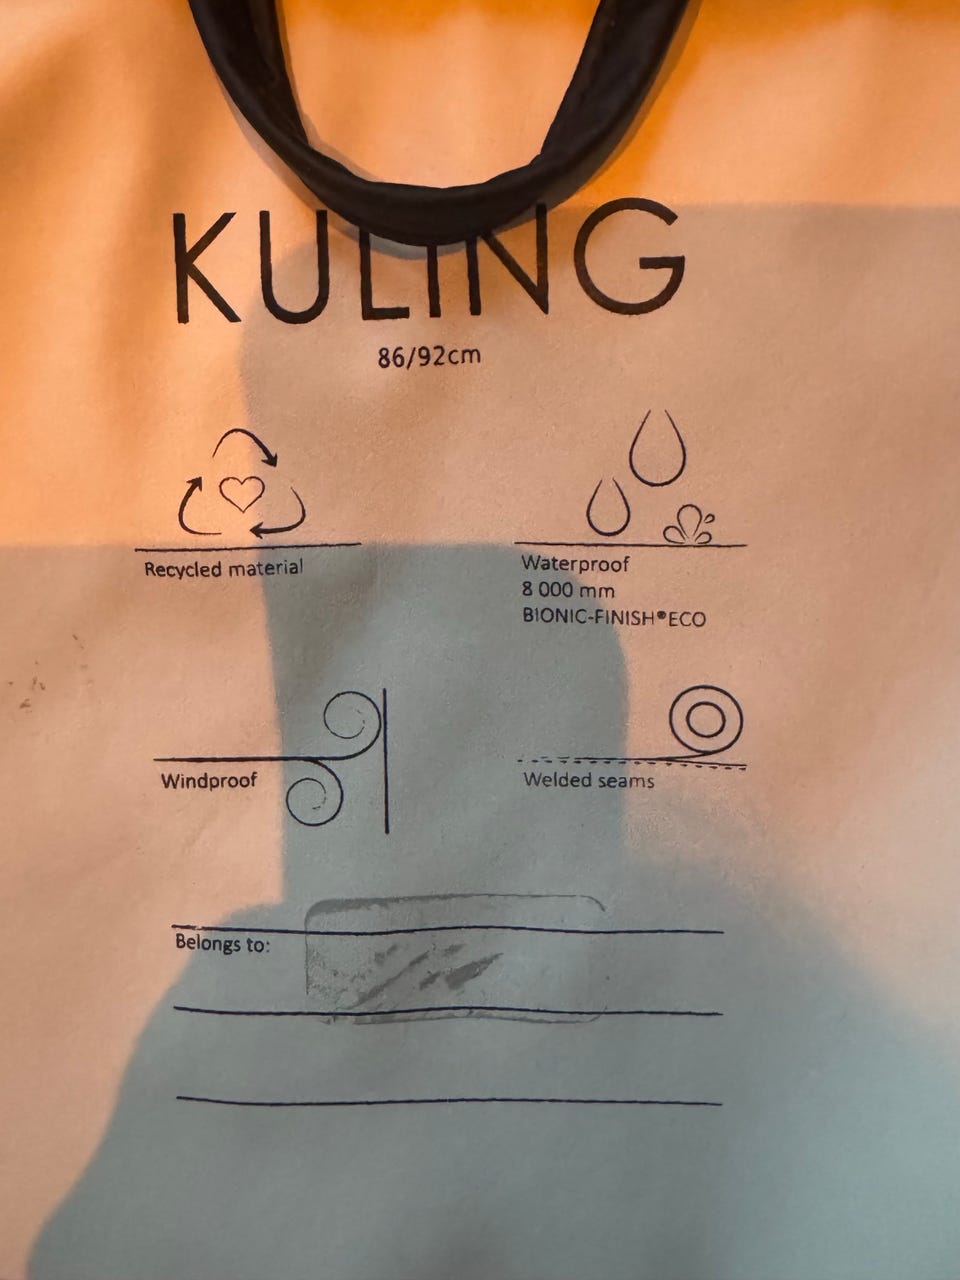 KULING
86/92cm
Recycled material
Waterproof
8 000 mm
BIONIC-FINISH®ECO
Windproof
Welded seams
Belongs to: